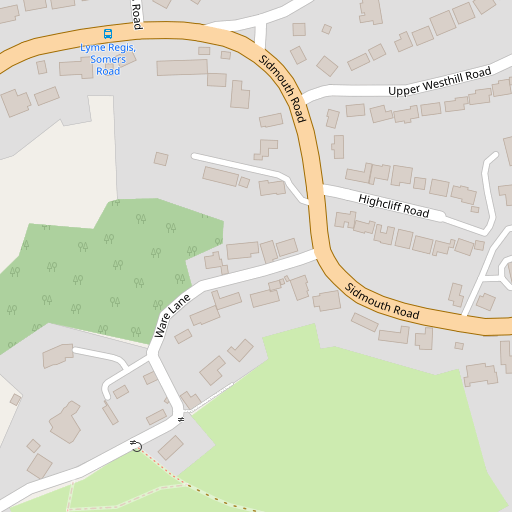 Road
Lyme Regis,
Somers
Road
Sidmouth Road
Upper Westhill Road
Highcliff Road
Ware Lane
Sidmouth Road